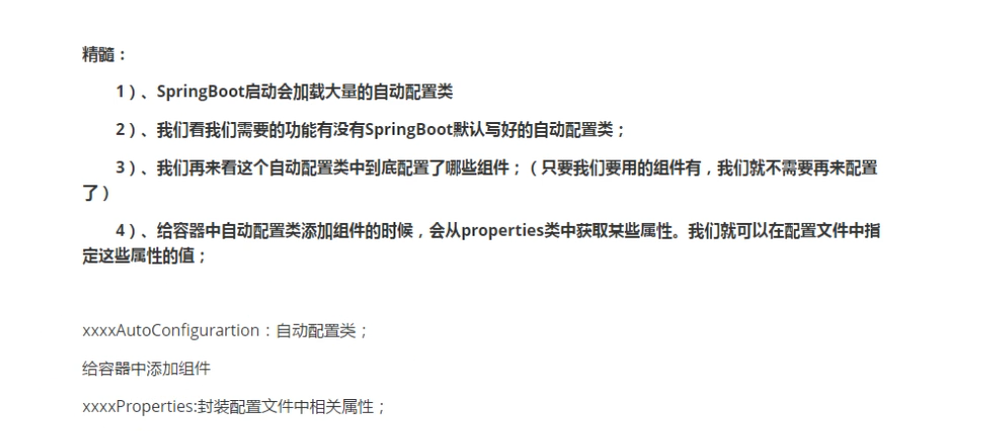 精髓：
1）、SpringBoot启动会加载大量的自动配置类
2）、我们看我们需要的功能有没有SpringBoot默认写好的自动配置类；
3）、我们再来看这个自动配置类中到底配置了哪些组件；（只要我们要用的组件有，我们就不需要再来配置
了）
4）、给容器中自动配置类添加组件的时候，会从properties类中获取某些属性。我们就可以在配置文件中指
定这些属性的值；
xxxxAutoConfigurartion：自动配置类；
给容器中添加组件
xxxxProperties:封装配置文件中相关属性；